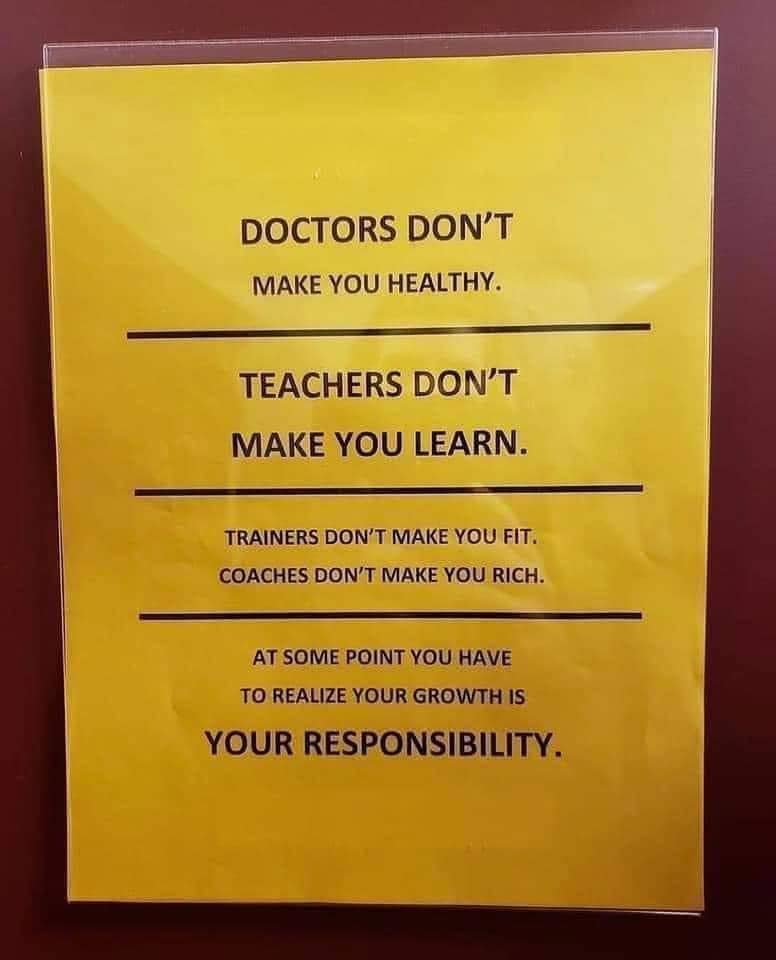 DOCTORS DON'T
MAKE YOU HEALTHY.
TEACHERS DON'T
MAKE YOU LEARN.
TRAINERS DON'T MAKE YOU FIT.
COACHES DON'T MAKE YOU RICH.
AT SOME POINT YOU HAVE
TO REALIZE YOUR GROWTH IS
YOUR RESPONSIBILITY.